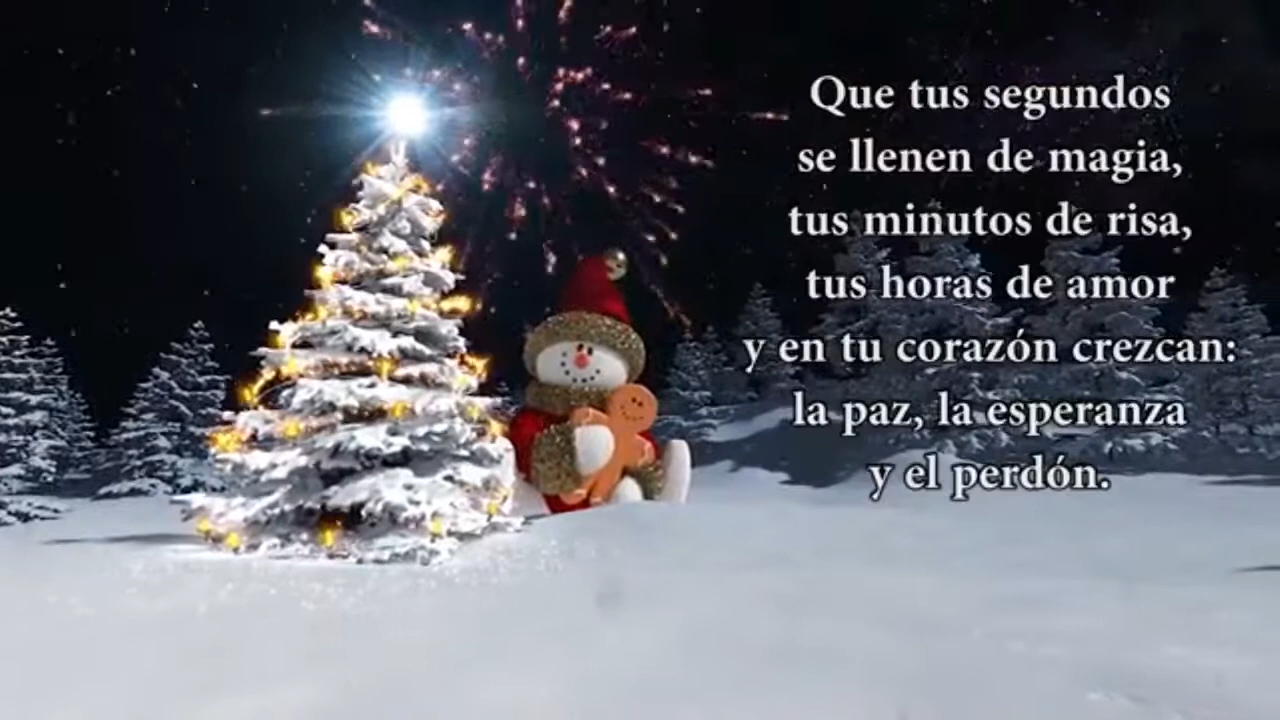 Que tus segundos
se llenen de magia,
tus minutos de risa,
tus horas de amor
y en tu corazón crezcan:
la paz, la esperanza
y el perdón.